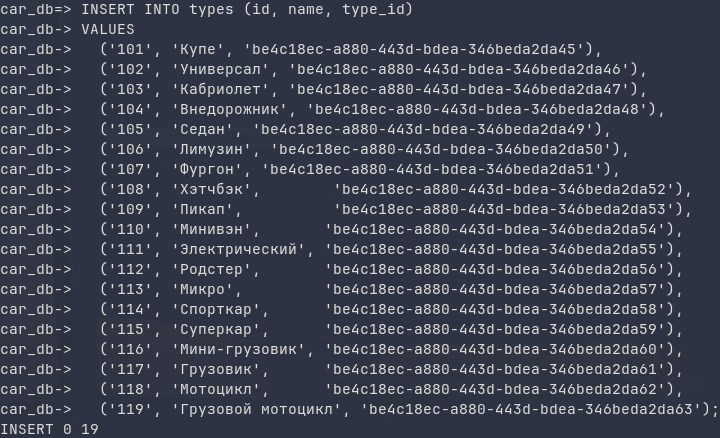 car_db=> INSERT INTO types (id, name, type_id)
car_db-> VALUES
car_db->   ('101', 'Купе', 'be4c18ec-a880-443d-bdea-346beda2da45'),
car_db->   ('102', 'Универсал', 'be4c18ec-a880-443d-bdea-346beda2da46'),
car_db->   ('103', 'Кабриолет', 'be4c18ec-a880-443d-bdea-346beda2da47'),
car_db->   ('104', 'Внедорожник', 'be4c18ec-a880-443d-bdea-346beda2da48'),
car_db->   ('105', 'Седан', 'be4c18ec-a880-443d-bdea-346beda2da49'),
car_db->   ('106', 'Лимузин', 'be4c18ec-a880-443d-bdea-346beda2da50'),
car_db->   ('107', 'Фургон', 'be4c18ec-a880-443d-bdea-346beda2da51'),
car_db->   ('108', 'Хэтчбэк',        'be4c18ec-a880-443d-bdea-346beda2da52'),
car_db->   ('109', 'Пикап',          'be4c18ec-a880-443d-bdea-346beda2da53'),
car_db->   ('110', 'Минивэн',       'be4c18ec-a880-443d-bdea-346beda2da54'),
car_db->   ('111', 'Электрический', 'be4c18ec-a880-443d-bdea-346beda2da55'),
car_db->   ('112', 'Родстер',       'be4c18ec-a880-443d-bdea-346beda2da56'),
car_db->   ('113', 'Микро',         'be4c18ec-a880-443d-bdea-346beda2da57'),
car_db->   ('114', 'Спорткар',      'be4c18ec-a880-443d-bdea-346beda2da58'),
car_db->   ('115', 'Суперкар',      'be4c18ec-a880-443d-bdea-346beda2da59'),
car_db->   ('116', 'Мини-грузовик', 'be4c18ec-a880-443d-bdea-346beda2da60'),
car_db->   ('117', 'Грузовик',      'be4c18ec-a880-443d-bdea-346beda2da61'),
car_db->   ('118', 'Мотоцикл',      'be4c18ec-a880-443d-bdea-346beda2da62'),
car_db->   ('119', 'Грузовой мотоцикл', 'be4c18ec-a880-443d-bdea-346beda2da63');
INSERT 0 19